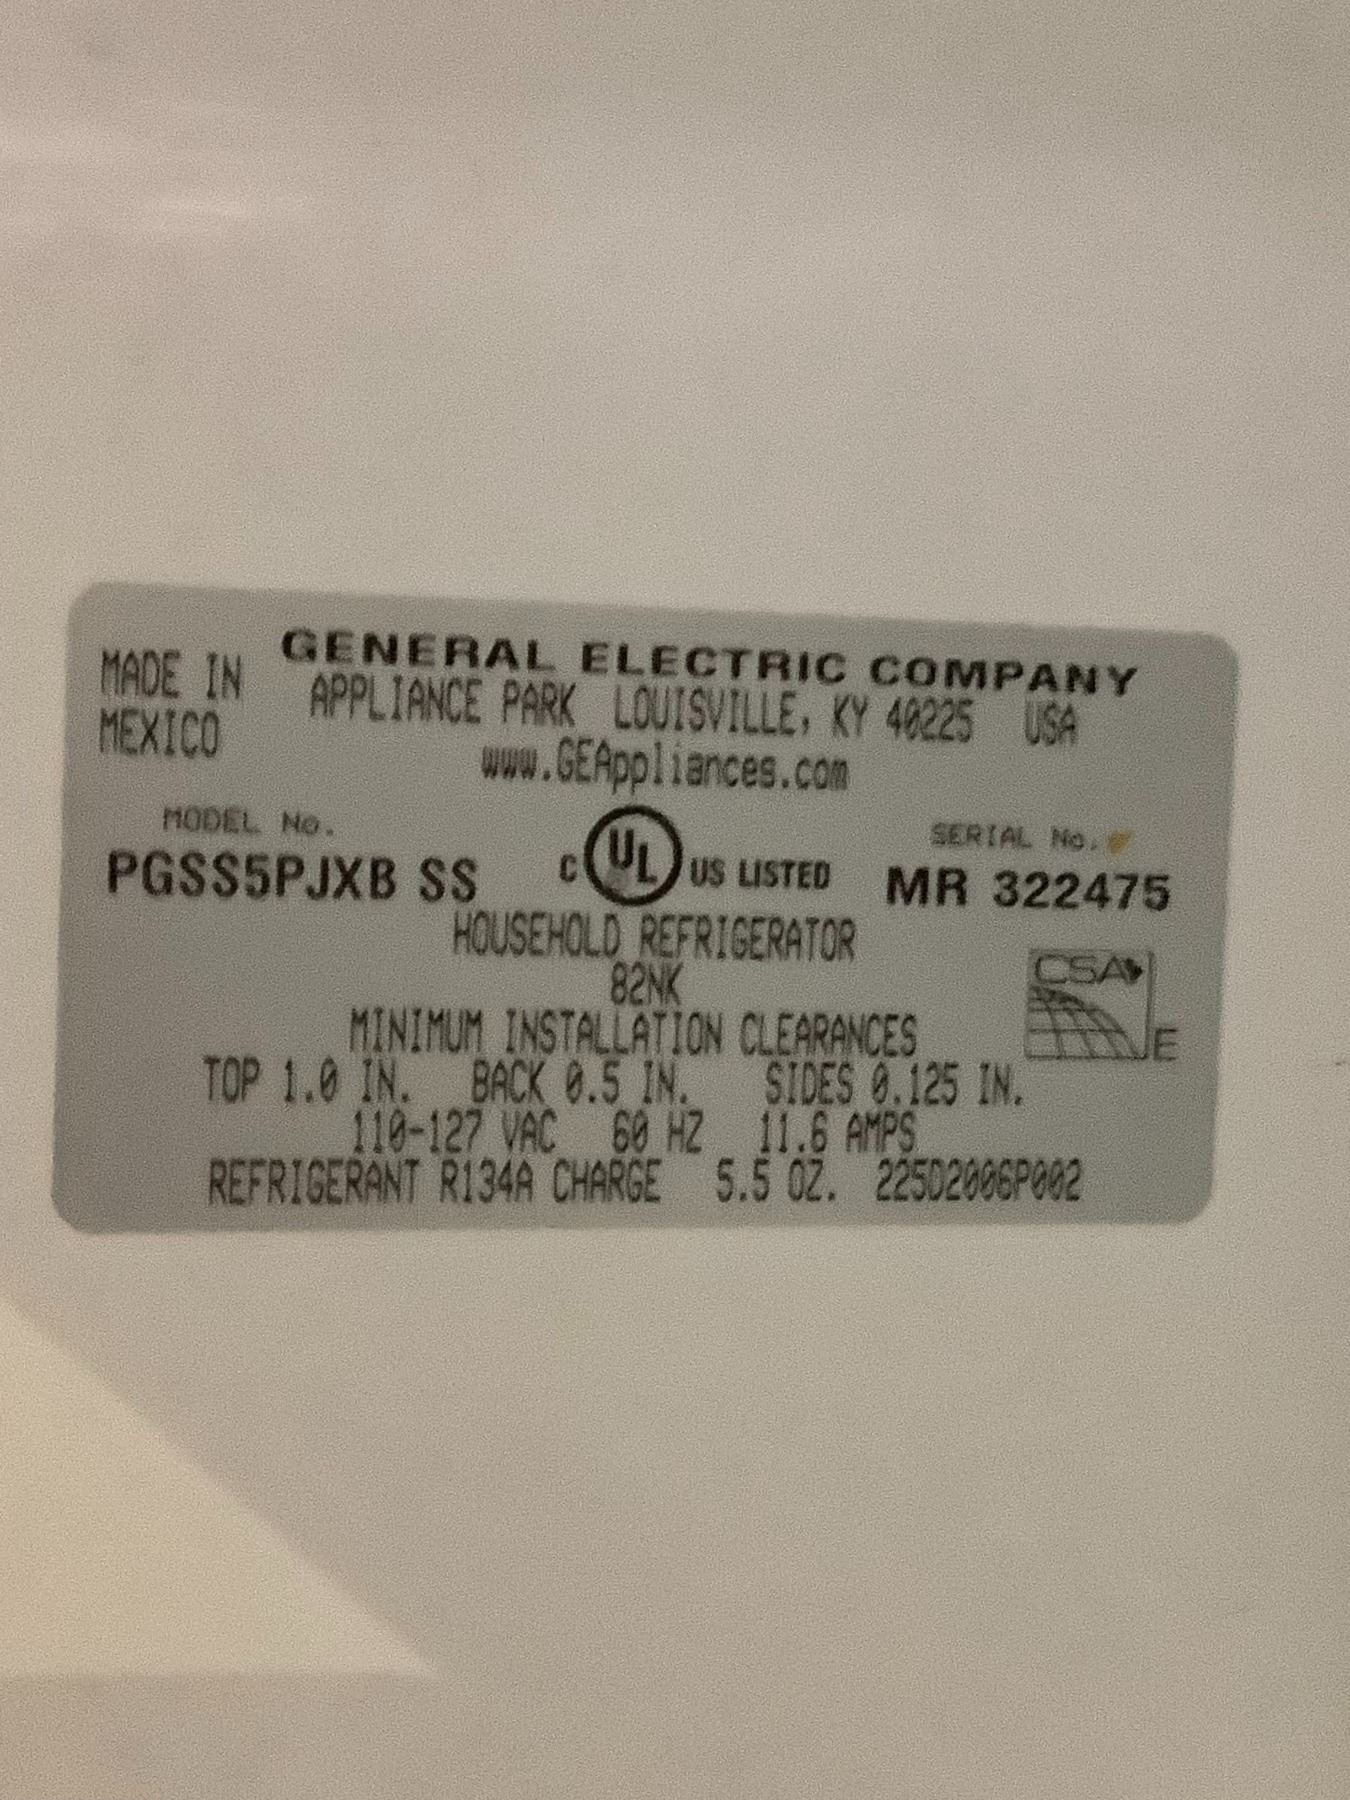 GENERAL ELECTRIC COMPANY
MADE IN
MEXICO
APPLIANCE PARK LOUISVILLE, KY 40225 USA
www.GEAppliances.com
MODEL No.
PGSS5PJXB SS
C UL US LISTED
SERIAL No.
MR 322475
HOUSEHOLD REFRIGERATOR
82NK
CSA
E
MINIMUM INSTALLATION CLEARANCES
TOP 1.0 IN. BACK 0.5 IN. SIDES 0.125 IN.
110-127 VAC 60 HZ 11.6 AMPS
REFRIGERANT R134A CHARGE 5.5 OZ. 225D2006P002